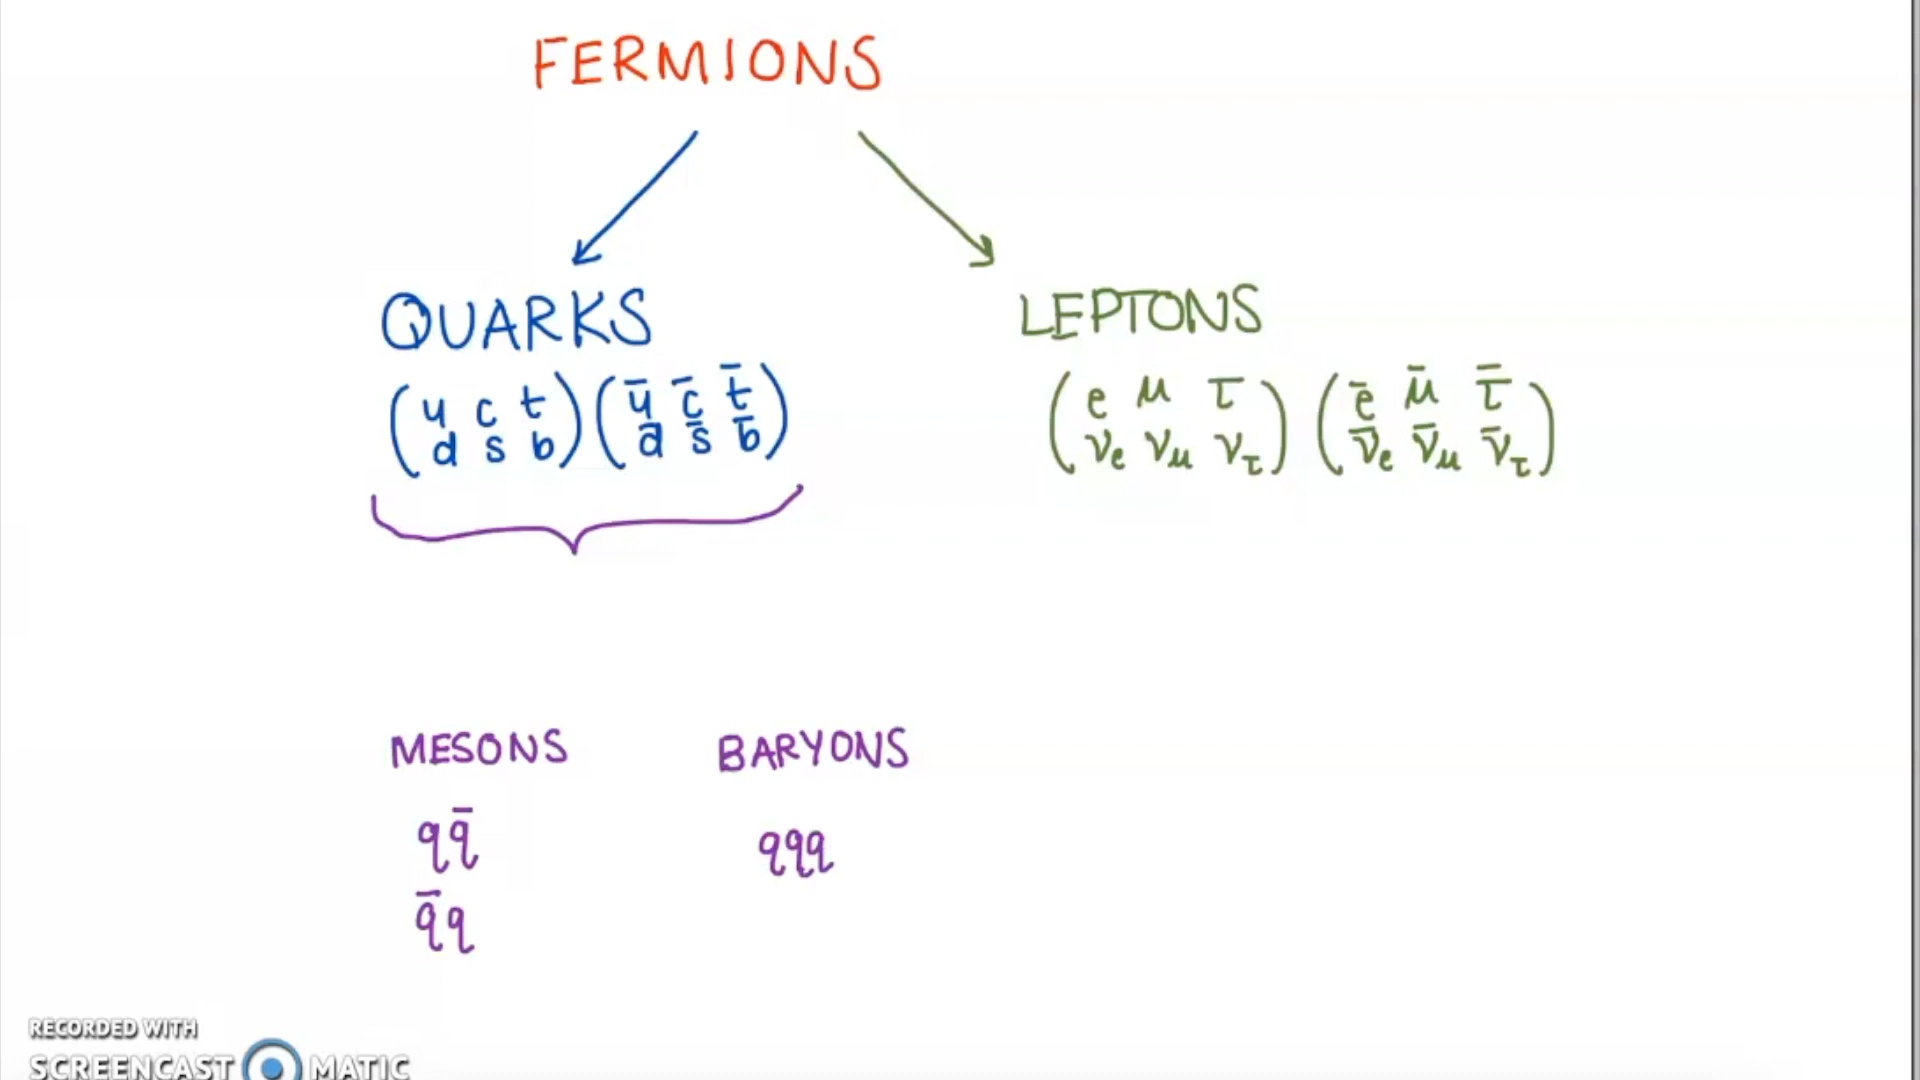 FERMIONS
QUARKS
LEPTONS
(u c t) (ū c̄ t̄)
(d s b) (d̄ s̄ b̄)
(e μ τ) (ē μ̄ τ̄)
(νe νμ ντ) (ν̄e ν̄μ ν̄τ)
MESONS
BARYONS
qq̄
qqq
q̄q
RECORDED WITH
SCREENCAST MATIC